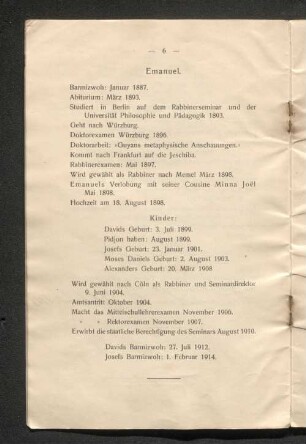 — 6 —
Emanuel.
Barmizwoh: Januar 1887.
Abiturium: März 1893.
Studiert in Berlin auf dem Rabbinerseminar und der
Universität Philosophie und Pädagogik 1893.
Geht nach Würzburg.
Doktorexamen Würzburg 1896.
Doktorarbeit: »Guyaus metaphysische Anschauungen.«
Kommt nach Frankfurt auf die Jeschiba.
Rabbinerexamen: Mai 1897.
Wird gewählt als Rabbiner nach Memel März 1898.
Emanuels Verlobung mit seiner Cousine Minna Joël
Mai 1898.
Hochzeit am 18. August 1898.
Kinder:
Davids Geburt: 3. Juli 1899.
Pidjon haben: August 1899.
Josefs Geburt: 23. Januar 1901.
Moses Daniels Geburt: 2. August 1903.
Alexanders Geburt: 20. März 1908
Wird gewählt nach Cöln als Rabbiner und Seminardirektor
9. Juni 1904.
Amtsantritt: Oktober 1904.
Macht das Mittelschullehrerexamen November 1906.
" " Rektorexamen November 1907.
Erwirbt die staatliche Berechtigung des Seminars August 1910.
Davids Barmizwoh: 27. Juli 1912.
Josefs Barmizwoh: 1. Februar 1914.